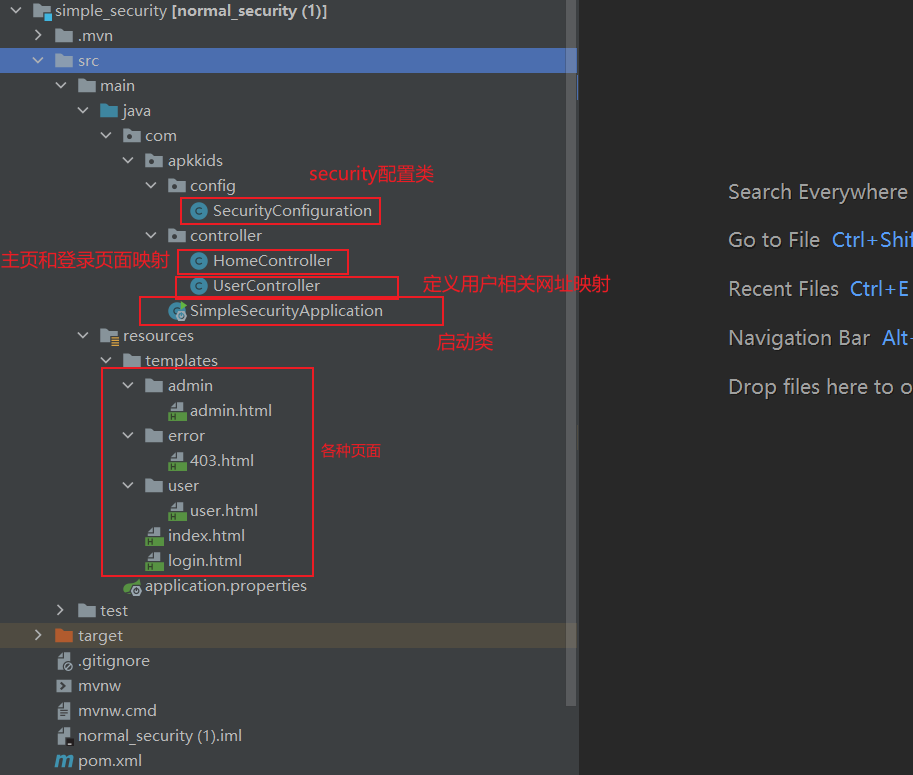 simple_security [normal_security (1)]
.mvn
src
main
java
com
apkkids
security配置类
config
SecurityConfiguration
Search Everywhere
controller
Go to File Ctrl+Shif
主页和登录页面映射
HomeController
UserController
定义用户相关网址映射
Recent Files Ctrl+E
SimpleSecurityApplication
启动类
resources
Navigation Bar Alt+
templates
admin
Drop files here to o
admin.html
error
各种页面
403.html
user
user.html
index.html
login.html
application.properties
test
target
.gitignore
mvnw
mvnw.cmd
normal_security (1).iml
pom.xml